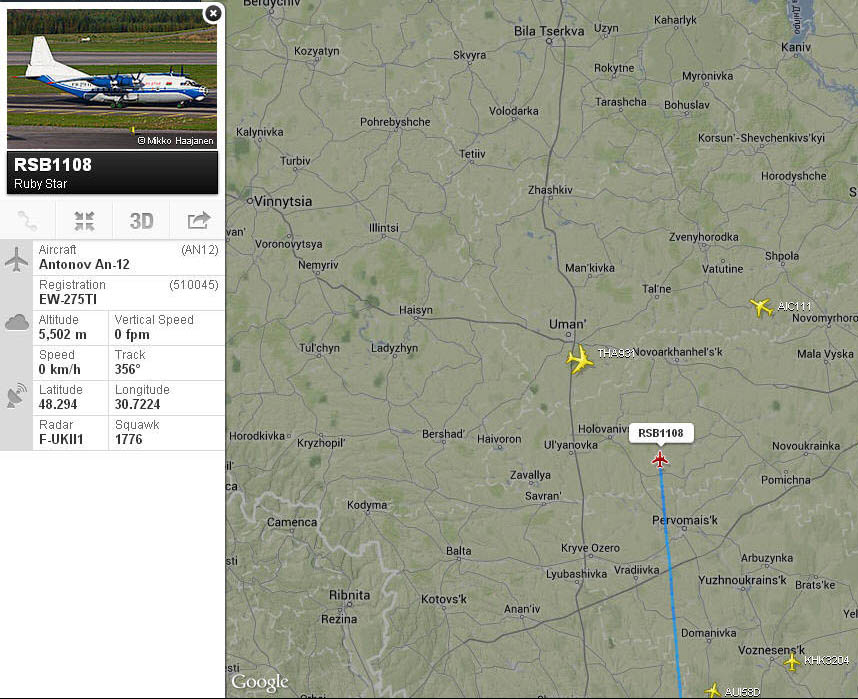 © Mikko Haajanen
RSB1108
Ruby Star
3D
Aircraft (AN12)
Antonov An-12
Registration (510045)
EW-275TI
Altitude Vertical Speed
5,502 m 0 fpm
Speed Track
0 km/h 356°
Latitude Longitude
48.294 30.7224
Radar Squawk
F-UKII1 1776
Berdychiv
Kaharlyk
Bila Tserkva
Uzyn
Kaniv
Kozyatyn
Skvyra
Rokytne
Myronivka
Tarashcha
Bohuslav
Volodarka
Pohrebyshche
Kalynivka
Korsun'-Shevchenkivs'kyi
Tetiiv
Turbiv
Horodyshche
Zhashkiv
Vinnytsia
Illintsi
Voronovytsya
Zvenyhorodka
Shpola
Nemyriv
Man'kivka
Vatutine
Tal'ne
AIC111
Haisyn
Novomyrhorod
Uman'
Tul'chyn
Ladyzhyn
THA931
Novoarkhanhel's'k
Mala Vyska
Horodkivka
Kryzhopil'
Bershad'
Haivoron
Holovanivs
RSB1108
Ul'yanovka
Novoukrainka
Zavallya
Pomichna
Savran'
Kodyma
Camenca
Pervomais'k
Balta
Kryve Ozero
Arbuzynka
Lyubashivka
Vradiivka
Yuzhnoukrains'k
Brats'ke
Ribnita
Kotovs'k
Anan'iv
Rezina
Domanivka
Voznesens'k
KHK3204
Google
AUI58D